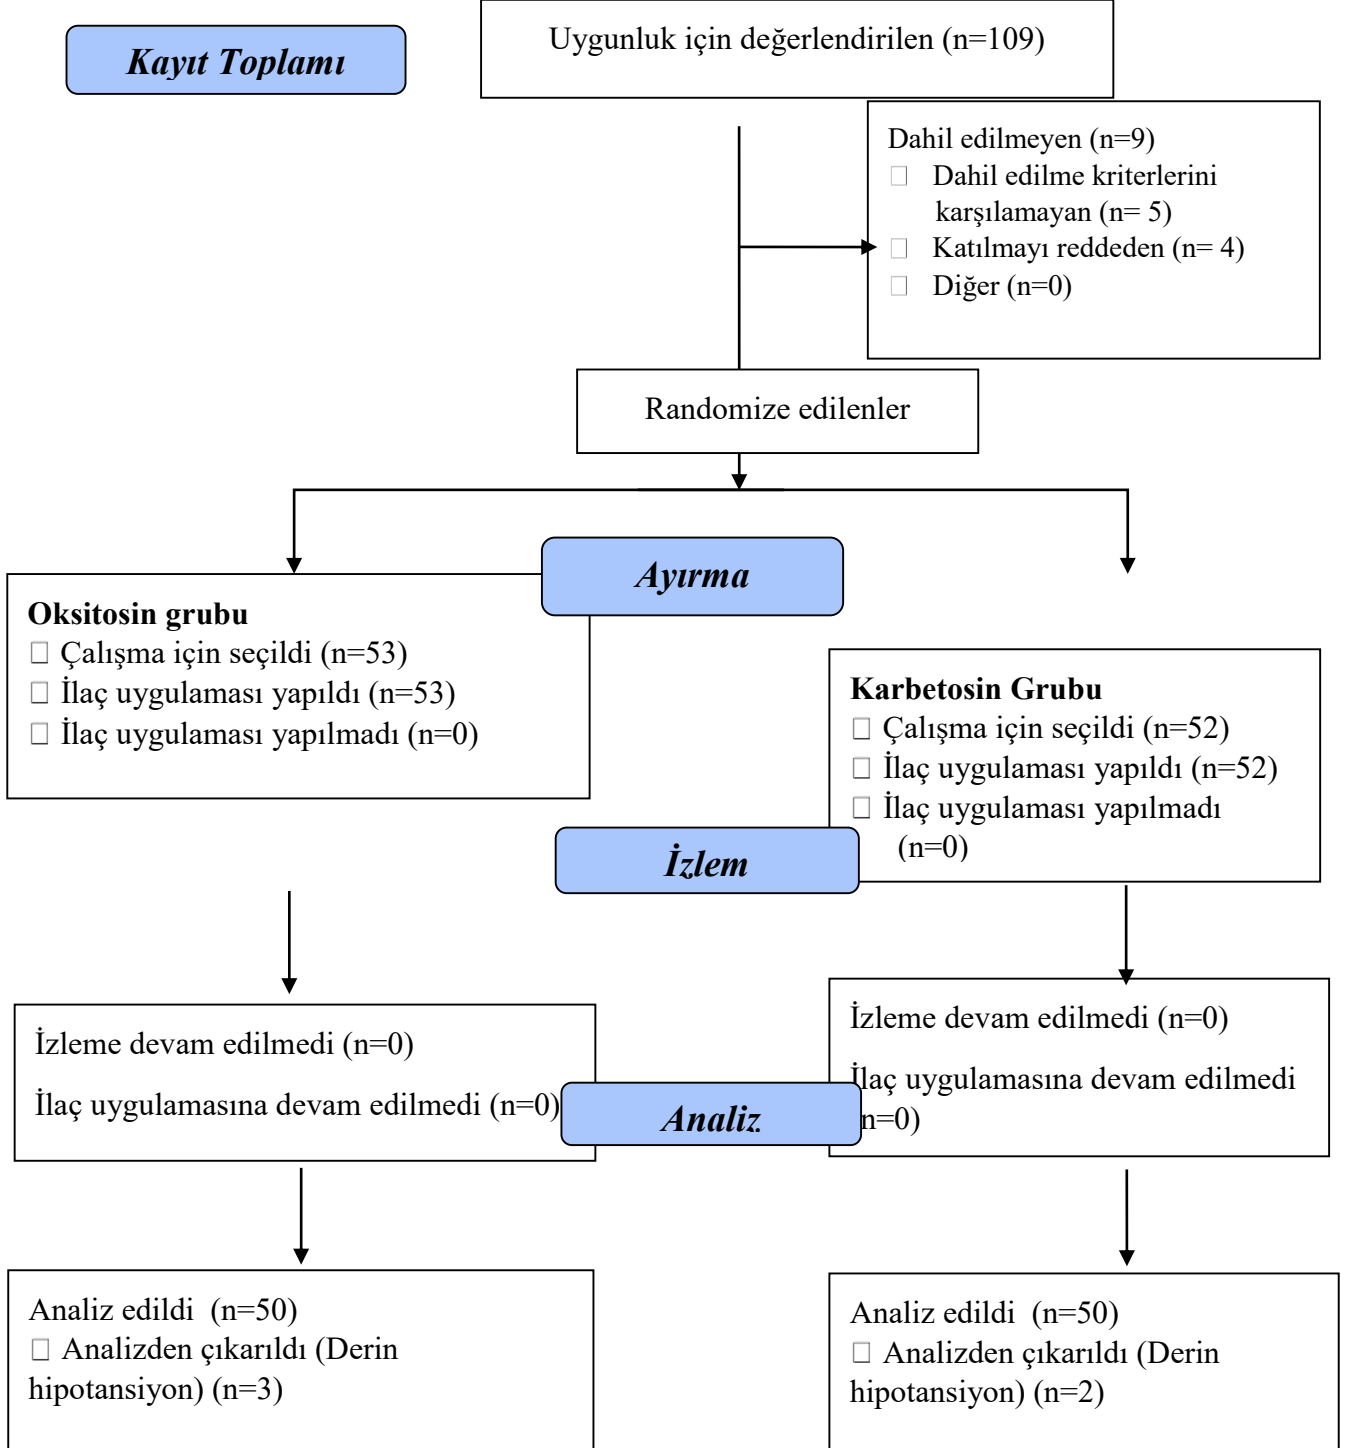 Kayıt Toplamı
Uygunluk için değerlendirilen (n=109)
Dahil edilmeyen (n=9)
□ Dahil edilme kriterlerini
karşılamayan (n= 5)
□ Katılmayı reddeden (n= 4)
□ Diğer (n=0)
Randomize edilenler
Ayırma
Oksitosin grubu
□ Çalışma için seçildi (n=53)
□ İlaç uygulaması yapıldı (n=53)
□ İlaç uygulaması yapılmadı (n=0)
Karbetosin Grubu
□ Çalışma için seçildi (n=52)
□ İlaç uygulaması yapıldı (n=52)
□ İlaç uygulaması yapılmadı
(n=0)
İzlem
İzleme devam edilmedi (n=0)
İlaç uygulamasına devam edilmedi (n=0)
İzleme devam edilmedi (n=0)
İlaç uygulamasına devam edilmedi
n=0)
Analiz
Analiz edildi (n=50)
□ Analizden çıkarıldı (Derin
hipotansiyon) (n=3)
Analiz edildi (n=50)
□ Analizden çıkarıldı (Derin
hipotansiyon) (n=2)